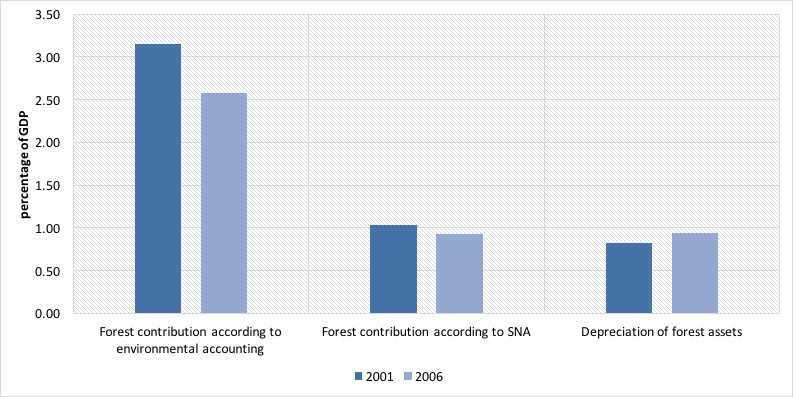 3.50
3.00
2.50
2.00
1.50
1.00
0.50
0.00
percentage of GDP
Forest contribution according to
environmental accounting
Forest contribution according to SNA
Depreciation of forest assets
2001 2006